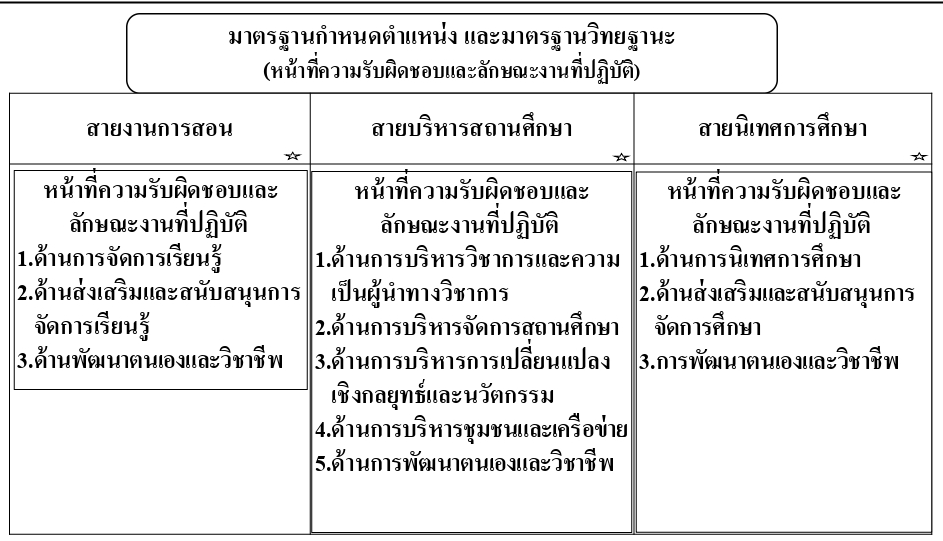 มาตรฐานกำหนดตำแหน่ง และมาตรฐานวิทยฐานะ
(หน้าที่ความรับผิดชอบและลักษณะงานที่ปฏิบัติ)
สายงานการสอน
หน้าที่ความรับผิดชอบและ
ลักษณะงานที่ปฏิบัติ
1.ด้านการจัดการเรียนรู้
2.ด้านส่งเสริมและสนับสนุนการ
จัดการเรียนรู้
3.ด้านพัฒนาตนเองและวิชาชีพ
สายบริหารสถานศึกษา
หน้าที่ความรับผิดชอบและ
ลักษณะงานที่ปฏิบัติ
1.ด้านการบริหารวิชาการและความ
เป็นผู้นำทางวิชาการ
2.ด้านการบริหารจัดการสถานศึกษา
3.ด้านการบริหารการเปลี่ยนแปลง
เชิงกลยุทธ์และนวัตกรรม
4.ด้านการบริหารชุมชนและเครือข่าย
5.ด้านการพัฒนาตนเองและวิชาชีพ
สายนิเทศการศึกษา
หน้าที่ความรับผิดชอบและ
ลักษณะงานที่ปฏิบัติ
1.ด้านการนิเทศการศึกษา
2.ด้านส่งเสริมและสนับสนุนการ
จัดการศึกษา
3.การพัฒนาตนเองและวิชาชีพ